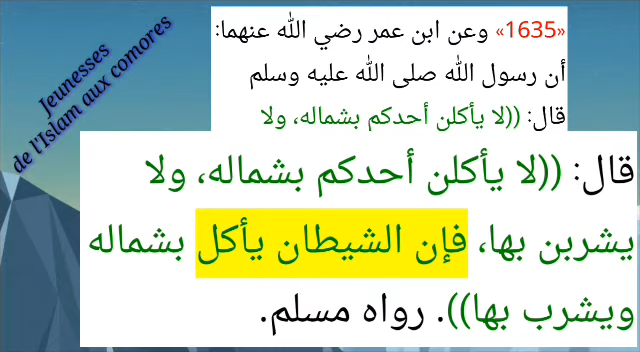 Jeunesses
de l'Islam aux comores
«1635» وعن ابن عمر رضي الله عنهما:
أن رسول الله صلى الله عليه وسلم
قال: ((لا يأكلن أحدكم بشماله، ولا
قال: ((لا يأكلن أحدكم بشماله، ولا
يشربن بها، فإن الشيطان يأكل بشماله
ويشرب بها)). رواه مسلم.